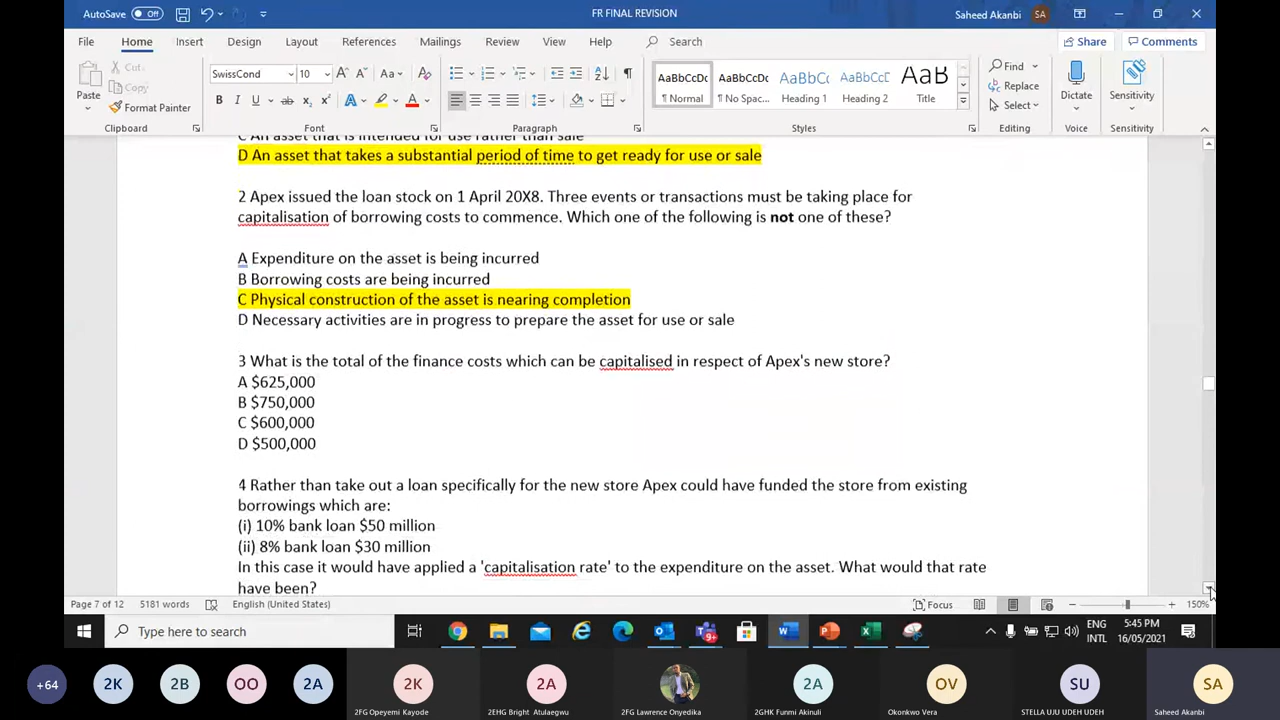 AutoSave Off
FR FINAL REVISION
Saheed Akanbi SA
File Home Insert Design Layout References Mailings Review View Help Search Share Comments
Paste
Cut
Copy
Format Painter
SwissCond 10
B I U ab
Normal
No Spac...
Heading 1
Heading 2
Title
Find
Replace
Select
Dictate
Sensitivity
Clipboard Font Paragraph Styles Editing Voice Sensitivity
C An asset that is intended for use rather than sale
D An asset that takes a substantial period of time to get ready for use or sale
2 Apex issued the loan stock on 1 April 20X8. Three events or transactions must be taking place for
capitalisation of borrowing costs to commence. Which one of the following is not one of these?
A Expenditure on the asset is being incurred
B Borrowing costs are being incurred
C Physical construction of the asset is nearing completion
D Necessary activities are in progress to prepare the asset for use or sale
3 What is the total of the finance costs which can be capitalised in respect of Apex's new store?
A $625,000
B $750,000
C $600,000
D $500,000
4 Rather than take out a loan specifically for the new store Apex could have funded the store from existing
borrowings which are:
(i) 10% bank loan $50 million
(ii) 8% bank loan $30 million
In this case it would have applied a 'capitalisation rate' to the expenditure on the asset. What would that rate
have been?
Page 7 of 12 5181 words English (United States) Focus 150%
Type here to search
ENG
INTL
5:45 PM
16/05/2021
+64 2K 2B OO 2A 2K 2A 2A OV SU SA
2FG Opeyemi Kayode 2EHG Bright Atulaegwu 2FG Lawrence Onyedika 2GHK Funmi Akinuli Okonkwo Vera STELLA UJU UDEH UDEH Saheed Akanbi